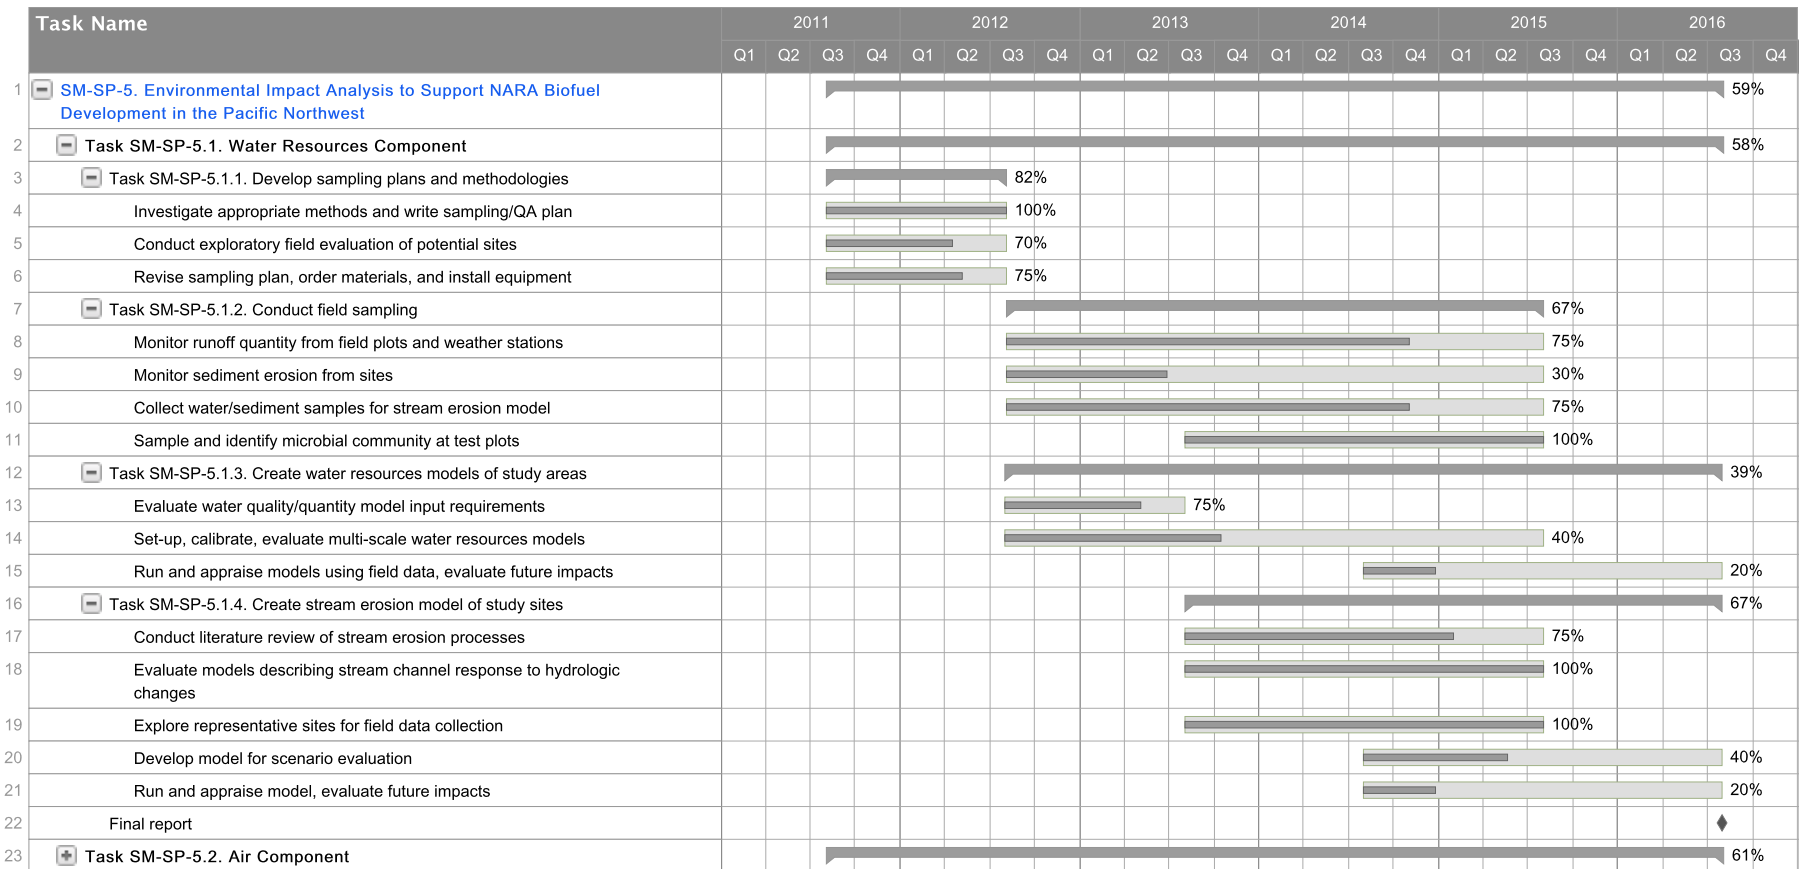 Task Name
2011 2012 2013 2014 2015 2016
Q1 Q2 Q3 Q4 Q1 Q2 Q3 Q4 Q1 Q2 Q3 Q4 Q1 Q2 Q3 Q4 Q1 Q2 Q3 Q4 Q1 Q2 Q3 Q4
1 SM-SP-5. Environmental Impact Analysis to Support NARA Biofuel 59%
Development in the Pacific Northwest
2 Task SM-SP-5.1. Water Resources Component 58%
3 Task SM-SP-5.1.1. Develop sampling plans and methodologies 82%
4 Investigate appropriate methods and write sampling/QA plan 100%
5 Conduct exploratory field evaluation of potential sites 70%
6 Revise sampling plan, order materials, and install equipment 75%
7 Task SM-SP-5.1.2. Conduct field sampling 67%
8 Monitor runoff quantity from field plots and weather stations 75%
9 Monitor sediment erosion from sites 30%
10 Collect water/sediment samples for stream erosion model 75%
11 Sample and identify microbial community at test plots 100%
12 Task SM-SP-5.1.3. Create water resources models of study areas 39%
13 Evaluate water quality/quantity model input requirements 75%
14 Set-up, calibrate, evaluate multi-scale water resources models 40%
15 Run and appraise models using field data, evaluate future impacts 20%
16 Task SM-SP-5.1.4. Create stream erosion model of study sites 67%
17 Conduct literature review of stream erosion processes 75%
18 Evaluate models describing stream channel response to hydrologic 100%
changes
19 Explore representative sites for field data collection 100%
20 Develop model for scenario evaluation 40%
21 Run and appraise model, evaluate future impacts 20%
22 Final report
23 Task SM-SP-5.2. Air Component 61%